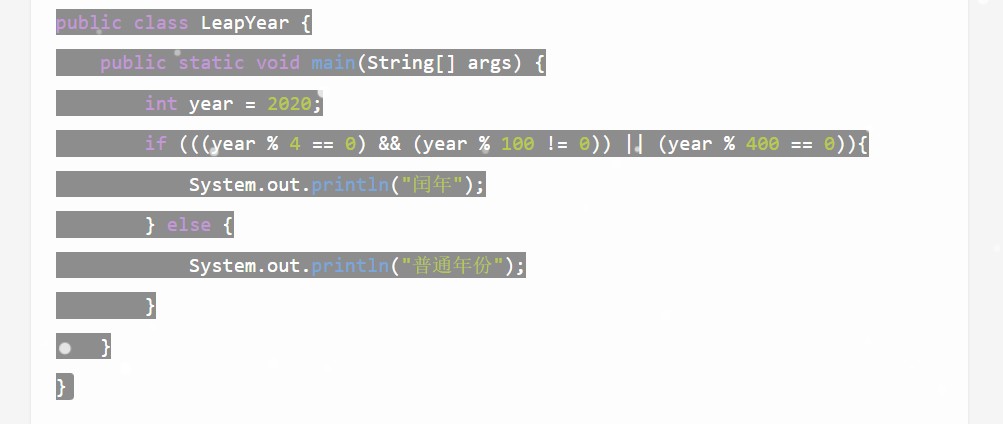 public class LeapYear {
    public static void main(String[] args) {
        int year = 2020;
        if (((year % 4 == 0) && (year % 100 != 0)) || (year % 400 == 0)){
            System.out.println("闰年");
        } else {
            System.out.println("普通年份");
        }
    }
}